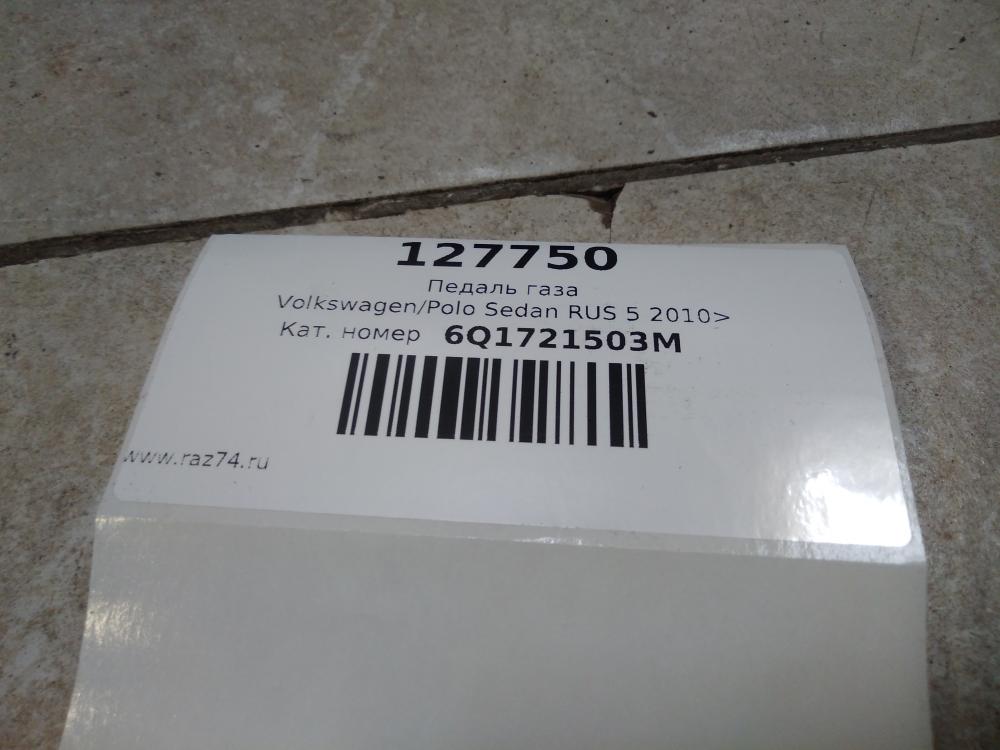 127750
Педаль газа
Volkswagen/Polo Sedan RUS 5 2010>
Кат. номер 6Q1721503M
www.raz74.ru